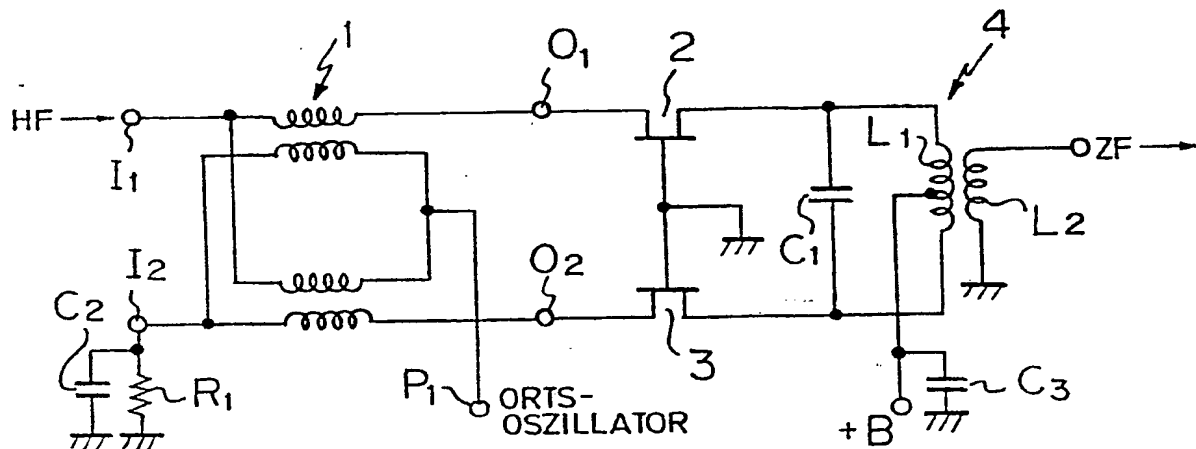 1
O1
2
4
HF
I1
L1
ZF
C1
L2
I2
O2
C2
3
R1
P1
ORTS-
OSZILLATOR
C3
+B